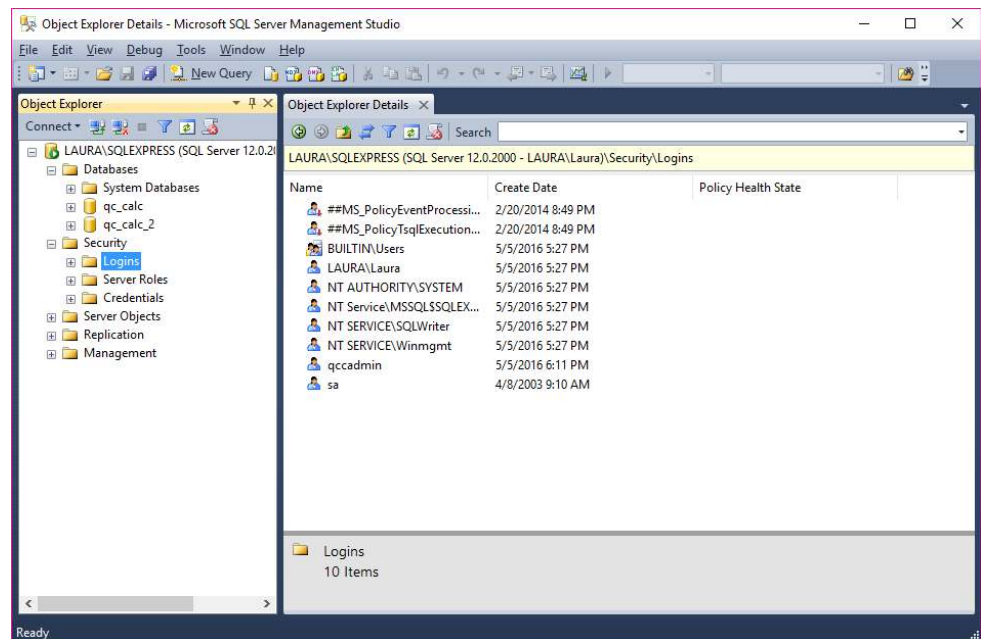 Object Explorer Details - Microsoft SQL Server Management Studio
File Edit View Debug Tools Window Help
New Query
Object Explorer
Connect
LAURA\SQLEXPRESS (SQL Server 12.0.20
Databases
System Databases
qc_calc
qc_calc_2
Security
Logins
Server Roles
Credentials
Server Objects
Replication
Management
Object Explorer Details
Search
LAURA\SQLEXPRESS (SQL Server 12.0.2000 - LAURA\Laura)\Security\Logins
Name Create Date Policy Health State
##MS_PolicyEventProcessi... 2/20/2014 8:49 PM
##MS_PolicyTsqlExecution... 2/20/2014 8:49 PM
BUILTIN\Users 5/5/2016 5:27 PM
LAURA\Laura 5/5/2016 5:27 PM
NT AUTHORITY\SYSTEM 5/5/2016 5:27 PM
NT Service\MSSQL$SQLEX... 5/5/2016 5:27 PM
NT SERVICE\SQLWriter 5/5/2016 5:27 PM
NT SERVICE\Winmgmt 5/5/2016 5:27 PM
qccadmin 5/5/2016 6:11 PM
sa 4/8/2003 9:10 AM
Logins
10 Items
Ready